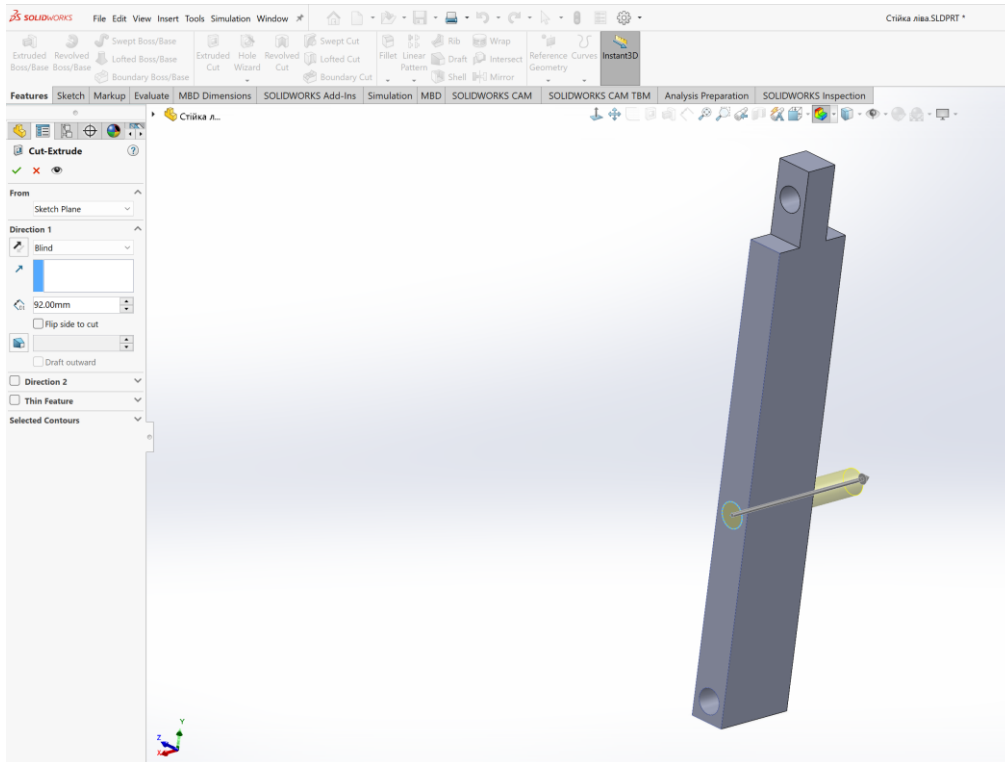 SOLIDWORKS File Edit View Insert Tools Simulation Window Стійка ліва.SLDPRT *
Extruded Boss/Base
Revolved Boss/Base
Swept Boss/Base
Lofted Boss/Base
Boundary Boss/Base
Extruded Cut
Hole Wizard
Revolved Cut
Swept Cut
Lofted Cut
Boundary Cut
Fillet
Linear Pattern
Rib
Draft
Shell
Wrap
Intersect
Mirror
Reference Geometry
Curves
Instant3D
Features Sketch Markup Evaluate MBD Dimensions SOLIDWORKS Add-Ins Simulation MBD SOLIDWORKS CAM SOLIDWORKS CAM TBM Analysis Preparation SOLIDWORKS Inspection
Стійка л...
Cut-Extrude
From
Sketch Plane
Direction 1
Blind
92.00mm
Flip side to cut
Draft outward
Direction 2
Thin Feature
Selected Contours
Y
Z
X